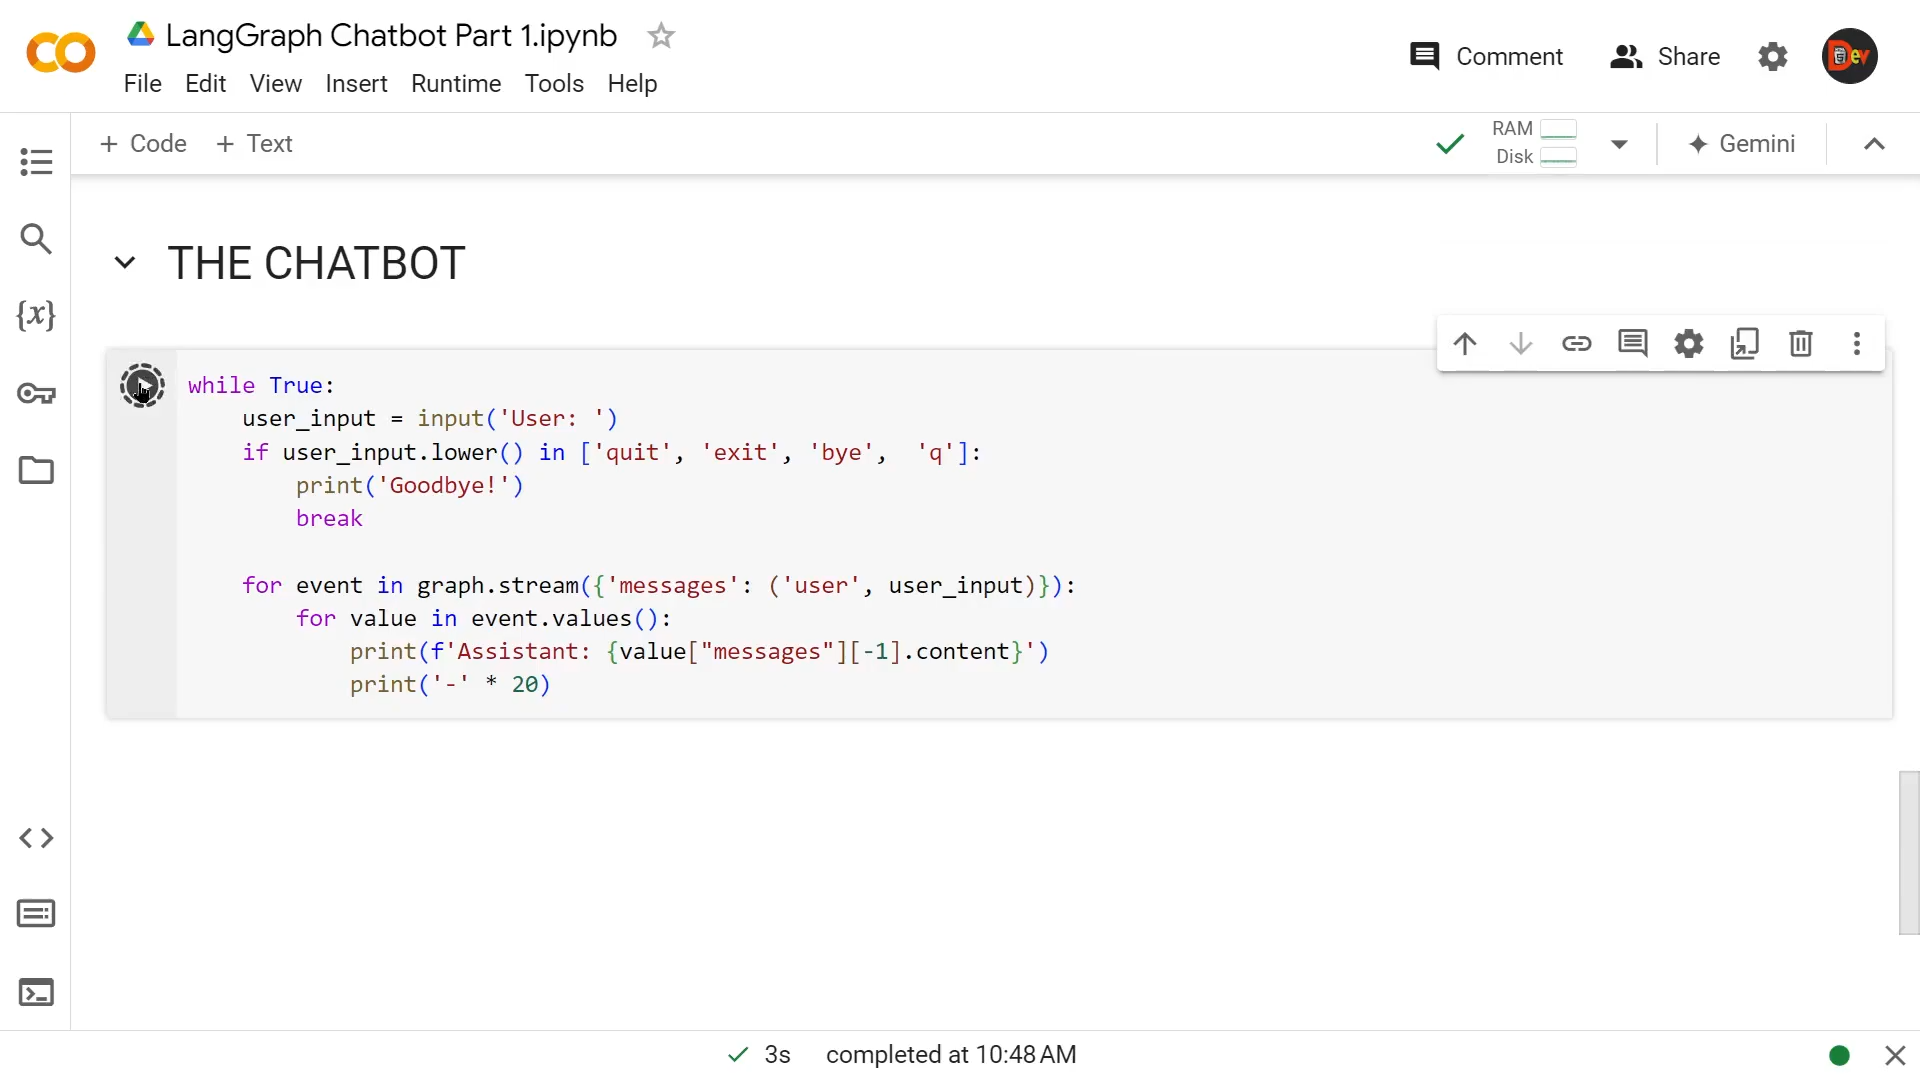 LangGraph Chatbot Part 1.ipynb
File Edit View Insert Runtime Tools Help
Comment Share
Dev
+ Code + Text
RAM
Disk
Gemini
{x}
THE CHATBOT
while True:
    user_input = input('User: ')
    if user_input.lower() in ['quit', 'exit', 'bye',  'q']:
        print('Goodbye!')
        break
    for event in graph.stream({'messages': ('user', user_input)}):
        for value in event.values():
            print(f'Assistant: {value["messages"][-1].content}')
            print('-' * 20)
3s completed at 10:48 AM